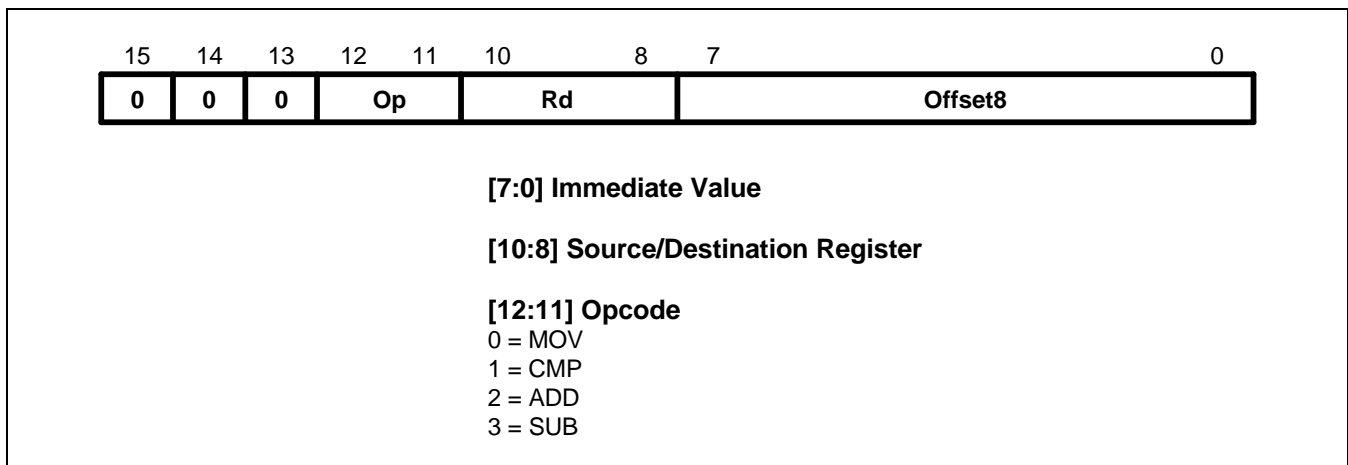 15 14 13 12 11 10 8 7 0
0 0 0 Op Rd Offset8
[7:0] Immediate Value
[10:8] Source/Destination Register
[12:11] Opcode
0 = MOV
1 = CMP
2 = ADD
3 = SUB